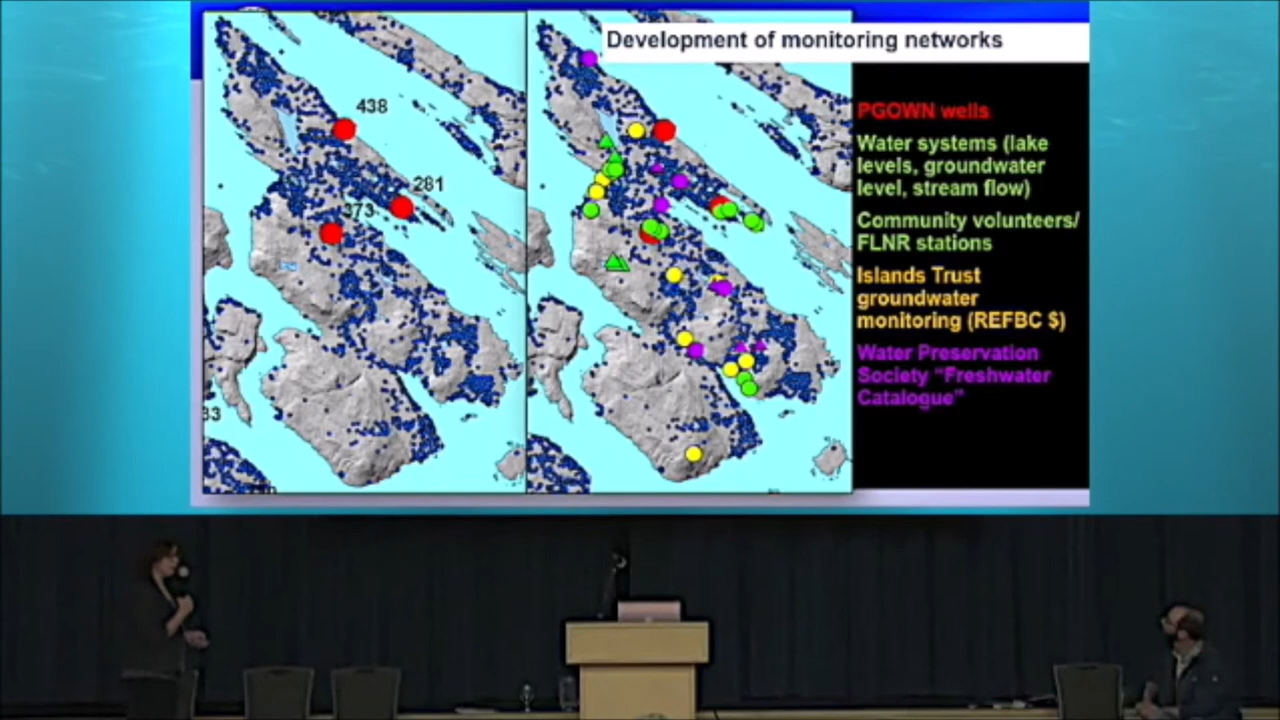 Development of monitoring networks
438
281
373
33
PGOWN wells
Water systems (lake
levels, groundwater
level, stream flow)
Community volunteers/
FLNR stations
Islands Trust
groundwater
monitoring (REFBC $)
Water Preservation
Society "Freshwater
Catalogue"